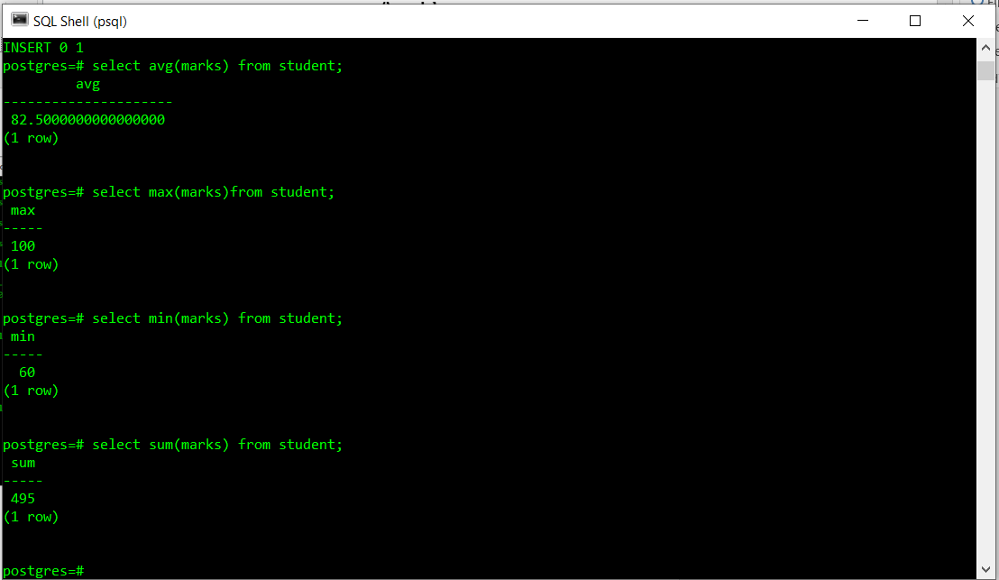 SQL Shell (psql)
INSERT 0 1
postgres=# select avg(marks) from student;
         avg
---------------------
 82.5000000000000000
(1 row)
postgres=# select max(marks)from student;
 max
-----
 100
(1 row)
postgres=# select min(marks) from student;
 min
-----
  60
(1 row)
postgres=# select sum(marks) from student;
 sum
-----
 495
(1 row)
postgres=#